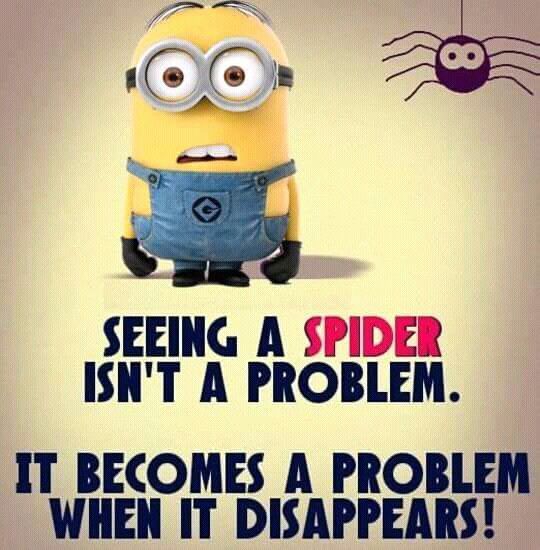 SEEING A SPIDER
ISN'T A PROBLEM.
IT BECOMES A PROBLEM
WHEN IT DISAPPEARS!